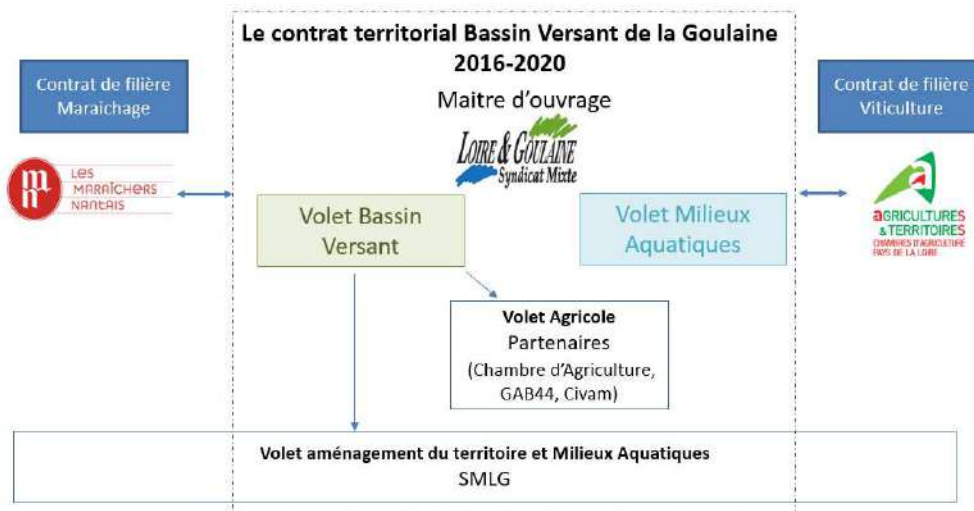 Le contrat territorial Bassin Versant de la Goulaine
2016-2020
Maitre d'ouvrage
LOIRE & GOULAINE
Syndicat Mixte
Contrat de filière
Maraîchage
LES
MARAÎCHERS
NANTAIS
Contrat de filière
Viticulture
aGRICULTURES
& TERRITOIRES
CHAMBRES D'AGRICULTURE
PAYS DE LA LOIRE
Volet Bassin
Versant
Volet Milieux
Aquatiques
Volet Agricole
Partenaires
(Chambre d'Agriculture,
GAB44, Civam)
Volet aménagement du territoire et Milieux Aquatiques
SMLG